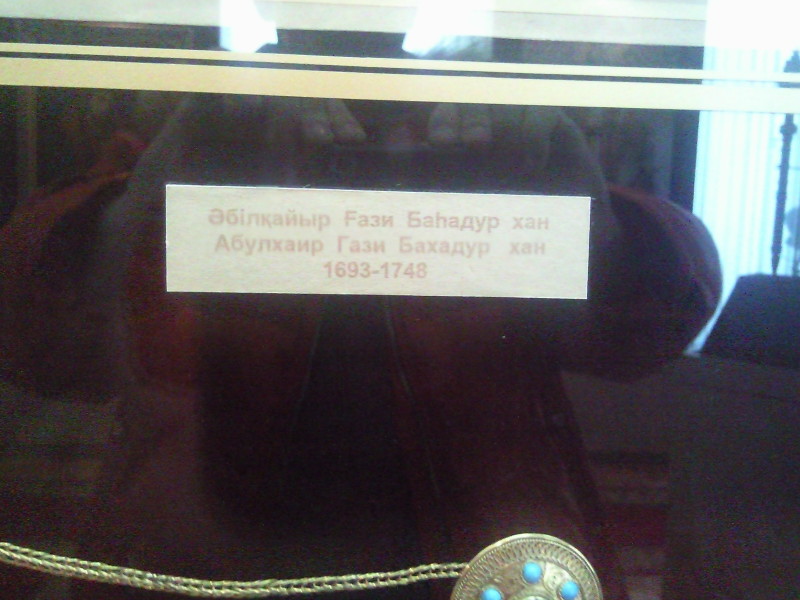 Әбілқайыр Ғази Баһадур хан
Абулхаир Гази Бахадур хан
1693-1748